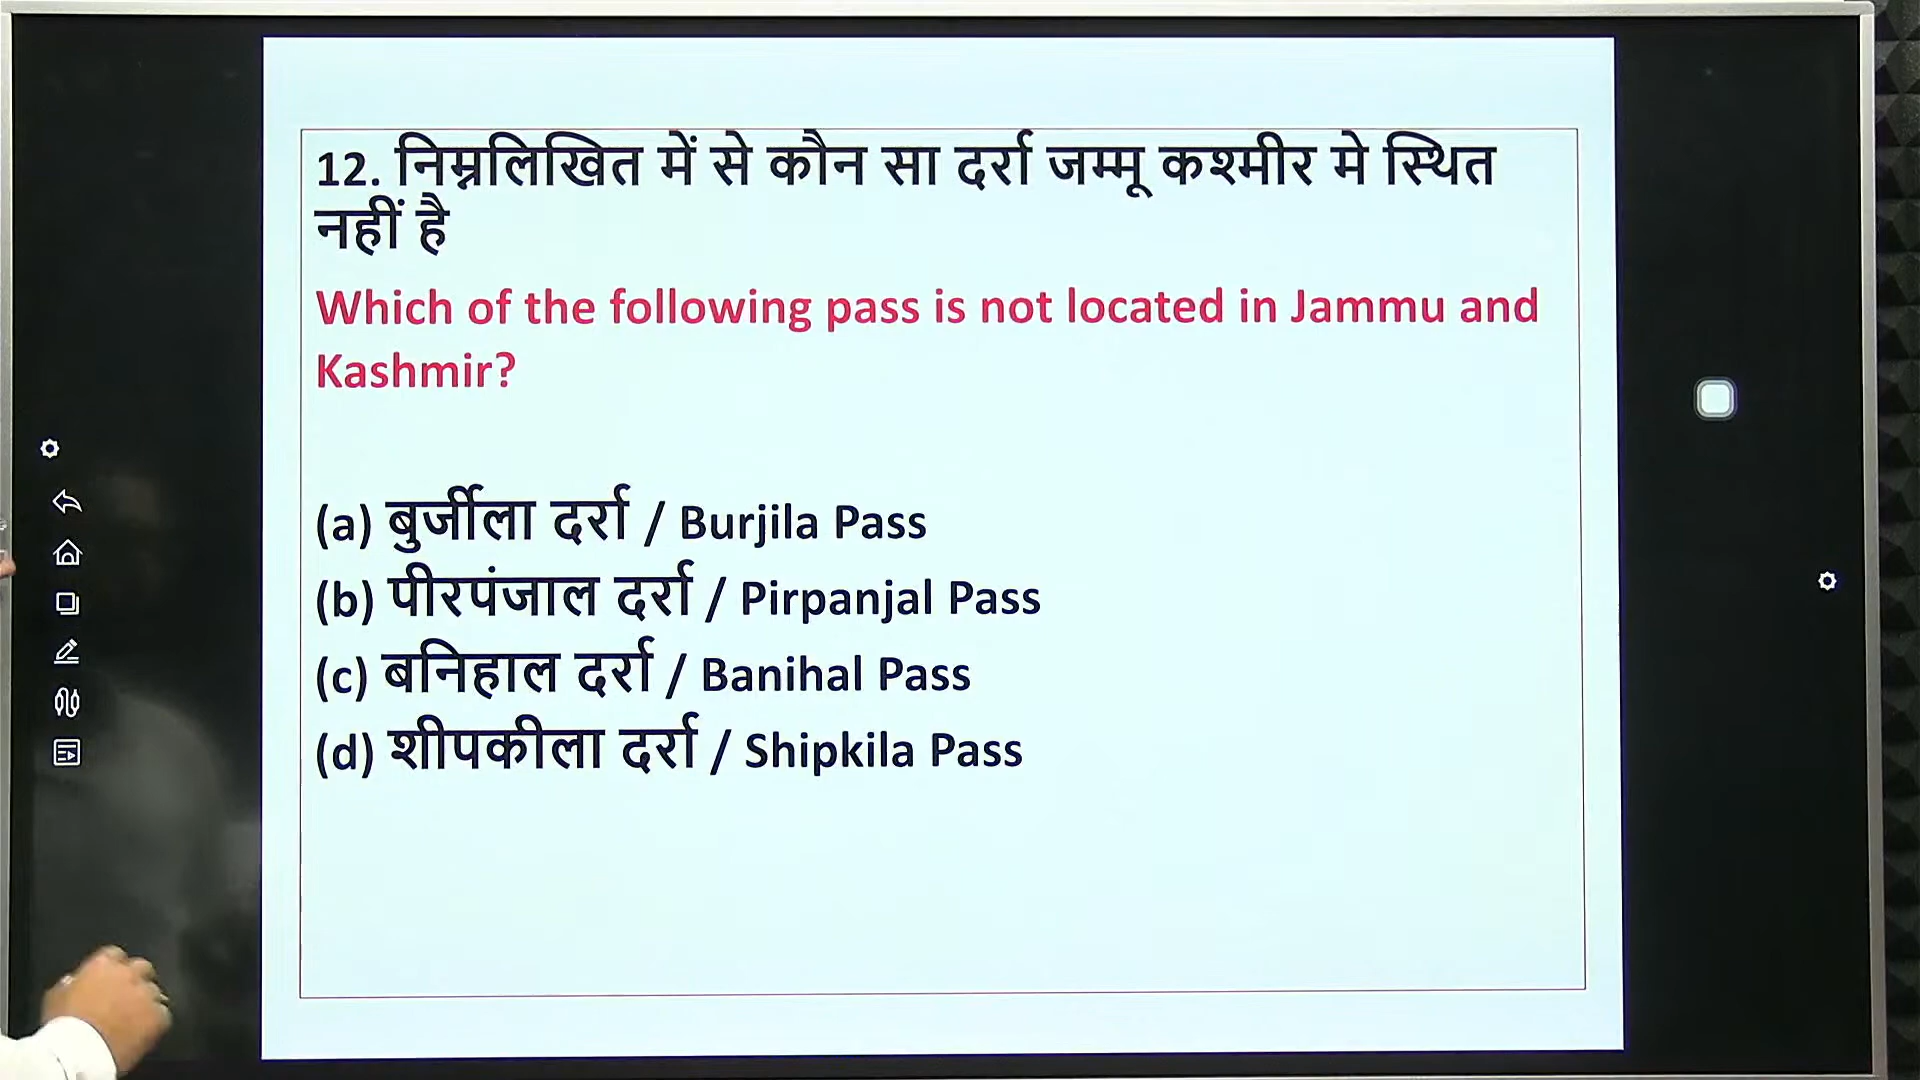 12. निम्नलिखित में से कौन सा दर्रा जम्मू कश्मीर मे स्थित
नहीं है
Which of the following pass is not located in Jammu and
Kashmir?
(a) बुर्जीला दर्रा / Burjila Pass
(b) पीरपंजाल दर्रा / Pirpanjal Pass
(c) बनिहाल दर्रा / Banihal Pass
(d) शीपकीला दर्रा / Shipkila Pass